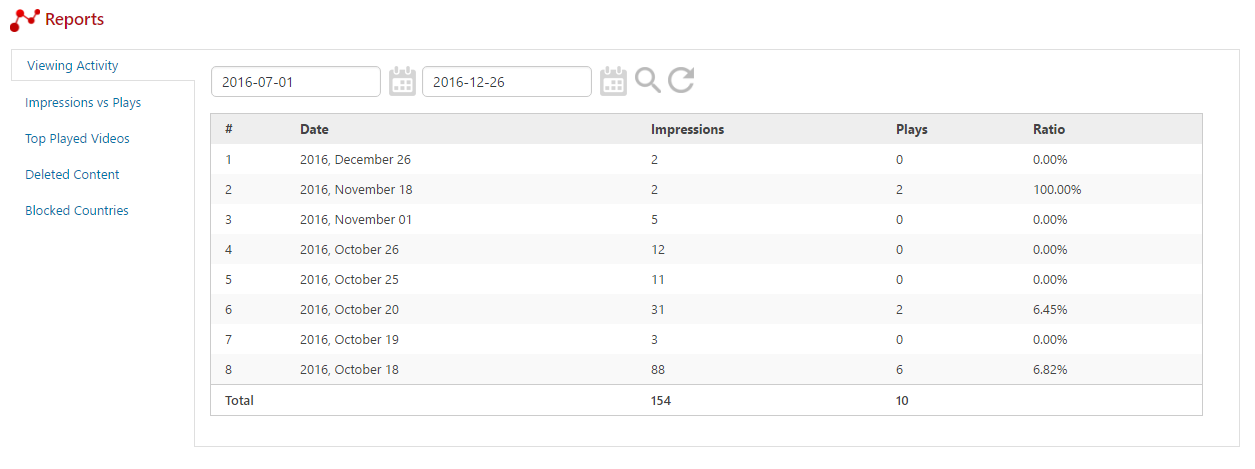 Reports
Viewing Activity
Impressions vs Plays
Top Played Videos
Deleted Content
Blocked Countries
2016-07-01 2016-12-26
# Date Impressions Plays Ratio
1 2016, December 26 2 0 0.00%
2 2016, November 18 2 2 100.00%
3 2016, November 01 5 0 0.00%
4 2016, October 26 12 0 0.00%
5 2016, October 25 11 0 0.00%
6 2016, October 20 31 2 6.45%
7 2016, October 19 3 0 0.00%
8 2016, October 18 88 6 6.82%
Total 154 10